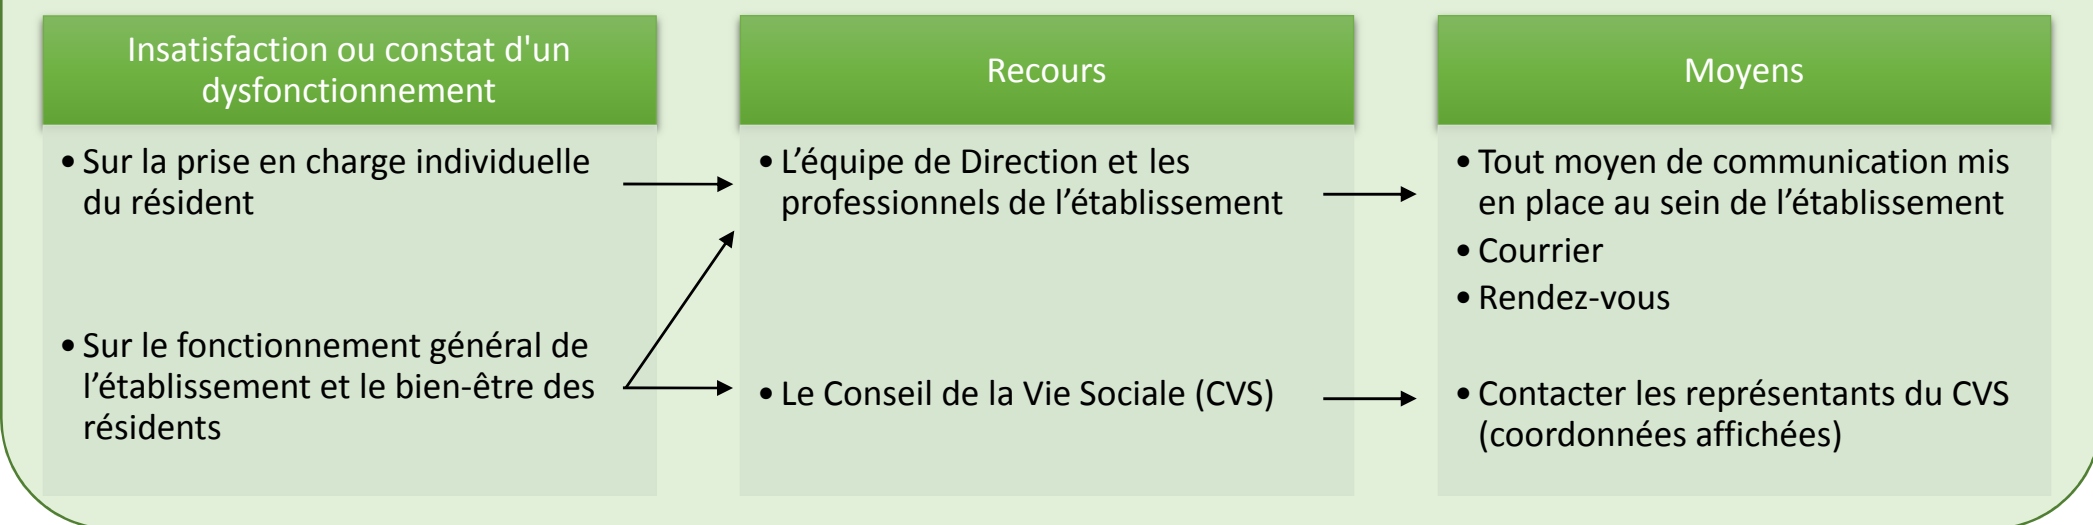 Insatisfaction ou constat d'un
dysfonctionnement
• Sur la prise en charge individuelle
du résident
• Sur le fonctionnement général de
l’établissement et le bien-être des
résidents
Recours
• L’équipe de Direction et les
professionnels de l’établissement
• Le Conseil de la Vie Sociale (CVS)
Moyens
• Tout moyen de communication mis
en place au sein de l’établissement
• Courrier
• Rendez-vous
• Contacter les représentants du CVS
(coordonnées affichées)